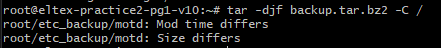 root@eltex-practice2-pg1-v10:~# tar -djf backup.tar.bz2 -C /
root/etc_backup/motd: Mod time differs
root/etc_backup/motd: Size differs